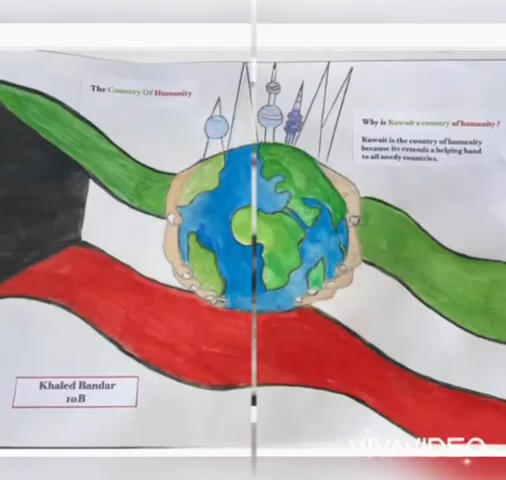 The Country Of Humanity
Why is Kuwait a country of humanity ?
Kuwait is the country of humanity
because its extends a helping hand
to all needy countries.
Khaled Bandar
10B
VIVAVIDEO